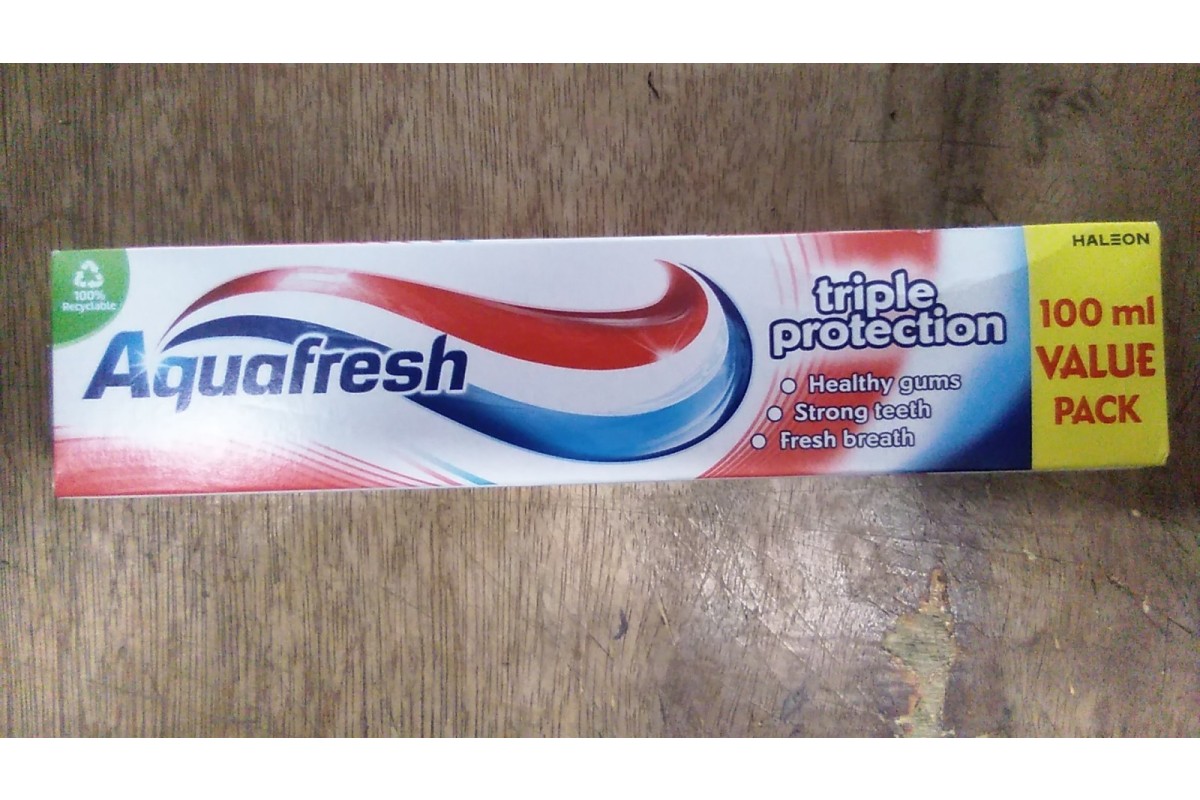 100%
Recyclable
Aquafresh
triple
protection
● Healthy gums
● Strong teeth
● Fresh breath
HALEON
100 ml
VALUE
PACK